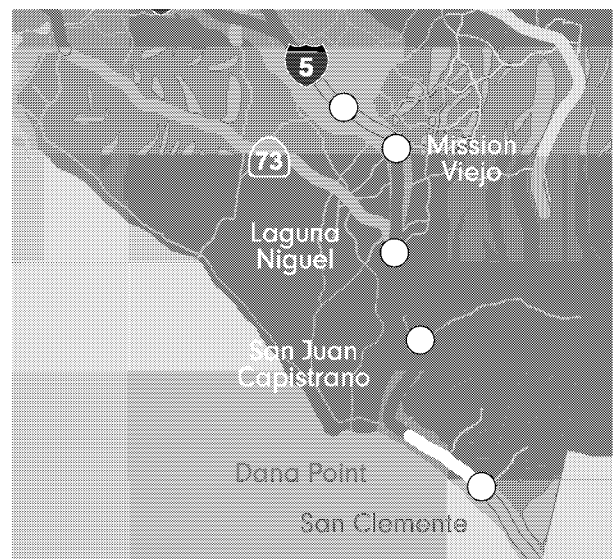 5
Mission
Viejo
73
Laguna
Niguel
San Juan
Capistrano
Dana Point
San Clemente